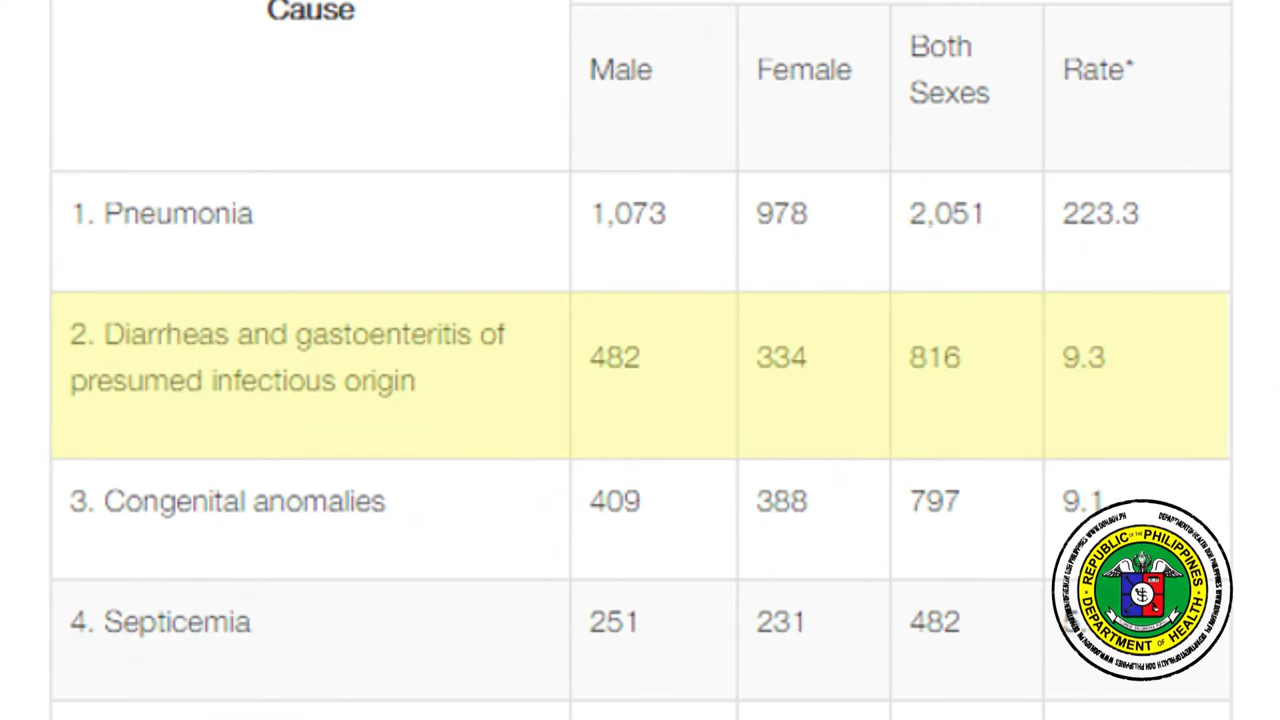 Cause
Male
Female
Both
Sexes
Rate*
1. Pneumonia
1,073
978
2,051
223.3
2. Diarrheas and gastoenteritis of
presumed infectious origin
482
334
816
9.3
3. Congenital anomalies
409
388
797
9.1
4. Septicemia
251
231
482
REPUBLIC OF THE PHILIPPINES
DEPARTMENT OF HEALTH